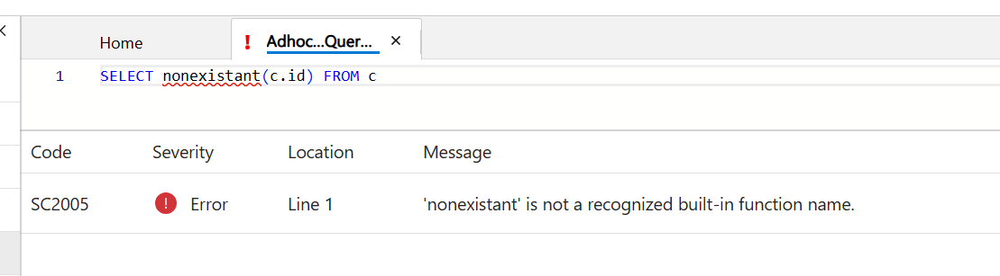 Home
Adhoc...Quer...
1 SELECT nonexistant(c.id) FROM c
Code Severity Location Message
SC2005 Error Line 1 'nonexistant' is not a recognized built-in function name.